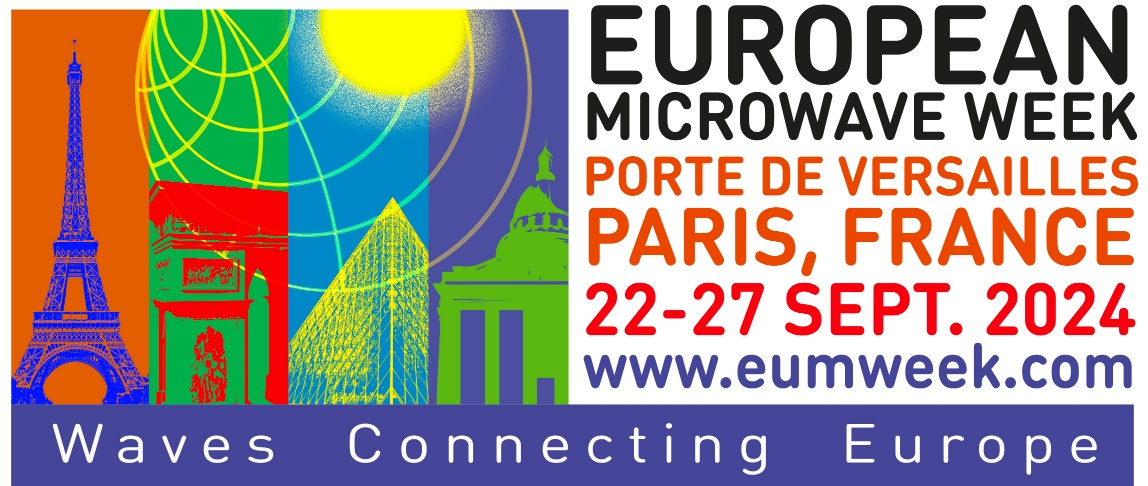 EUROPEAN
MICROWAVE WEEK
PORTE DE VERSAILLES
PARIS, FRANCE
22-27 SEPT. 2024
www.eumweek.com
Waves Connecting Europe